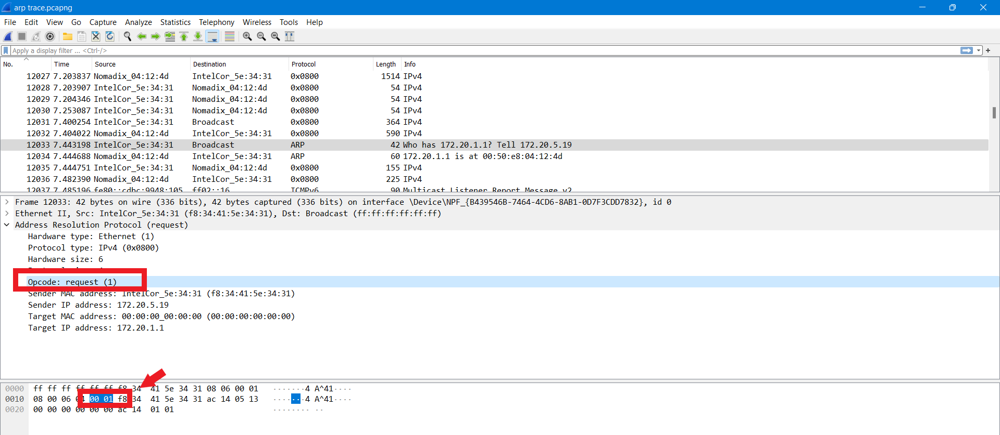 arp trace.pcapng
File Edit View Go Capture Analyze Statistics Telephony Wireless Tools Help
Apply a display filter ... <Ctrl-/>
No. Time Source Destination Protocol Length Info
12027 7.203837 Nomadix_04:12:4d IntelCor_5e:34:31 0x0800 1514 IPv4
12028 7.203907 IntelCor_5e:34:31 Nomadix_04:12:4d 0x0800 54 IPv4
12029 7.204346 IntelCor_5e:34:31 Nomadix_04:12:4d 0x0800 54 IPv4
12030 7.253087 IntelCor_5e:34:31 Nomadix_04:12:4d 0x0800 54 IPv4
12031 7.400254 IntelCor_5e:34:31 Broadcast 0x0800 364 IPv4
12032 7.404022 Nomadix_04:12:4d IntelCor_5e:34:31 0x0800 590 IPv4
12033 7.443198 IntelCor_5e:34:31 Broadcast ARP 42 Who has 172.20.1.1? Tell 172.20.5.19
12034 7.444688 Nomadix_04:12:4d IntelCor_5e:34:31 ARP 60 172.20.1.1 is at 00:50:e8:04:12:4d
12035 7.444751 IntelCor_5e:34:31 Nomadix_04:12:4d 0x0800 155 IPv4
12036 7.482390 Nomadix_04:12:4d IntelCor_5e:34:31 0x0800 225 IPv4
12037 7.485196 fe80::cdbc:9948:105 ff02::16 ICMPv6 90 Multicast Listener Report Message v2
Frame 12033: 42 bytes on wire (336 bits), 42 bytes captured (336 bits) on interface \Device\NPF_{B439546B-7464-4CD6-8AB1-0D7F3CDD7832}, id 0
Ethernet II, Src: IntelCor_5e:34:31 (f8:34:41:5e:34:31), Dst: Broadcast (ff:ff:ff:ff:ff:ff)
Address Resolution Protocol (request)
Hardware type: Ethernet (1)
Protocol type: IPv4 (0x0800)
Hardware size: 6
Opcode: request (1)
Sender MAC address: IntelCor_5e:34:31 (f8:34:41:5e:34:31)
Sender IP address: 172.20.5.19
Target MAC address: 00:00:00_00:00:00 (00:00:00:00:00:00)
Target IP address: 172.20.1.1
0000 ff ff ff ff ff ff f8 34 41 5e 34 31 08 06 00 01 ·······4 A^41····
0010 08 00 06 04 00 01 f8 34 41 5e 34 31 ac 14 05 13 ·······4 A^41····
0020 00 00 00 00 00 00 ac 14 01 01 ········ ··